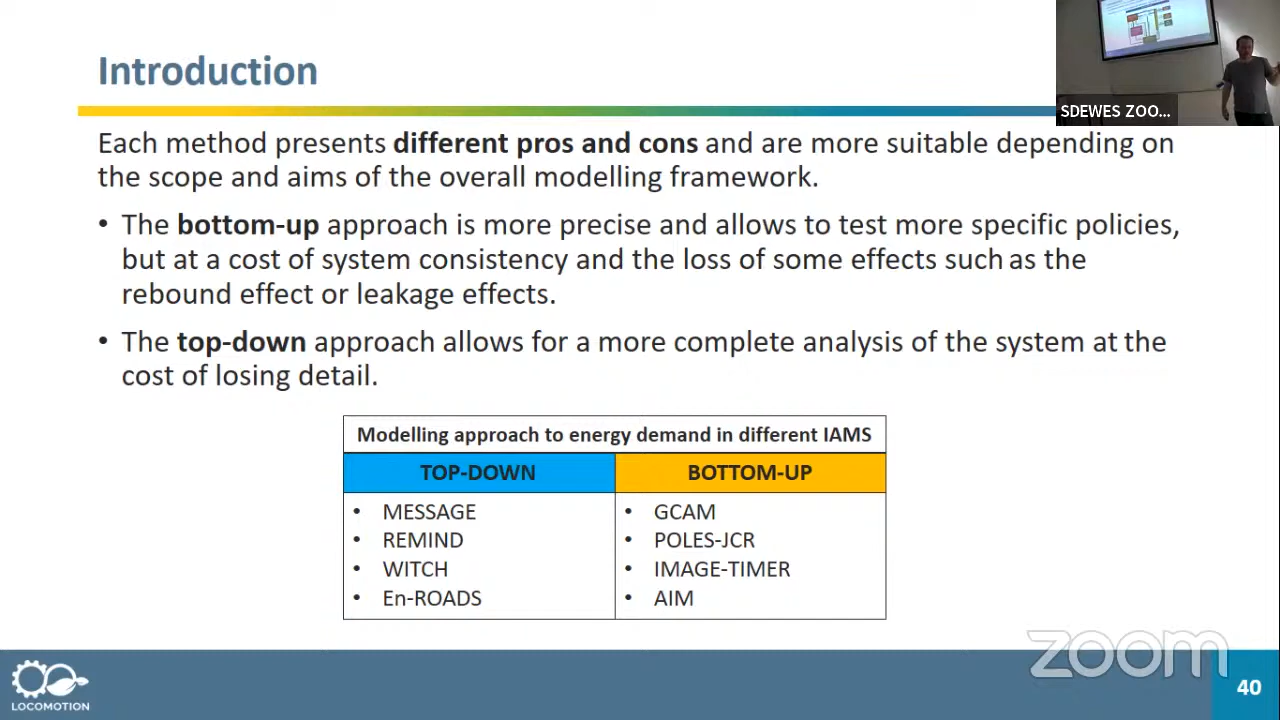 Introduction
SDEWES ZOO...
Each method presents different pros and cons and are more suitable depending on
the scope and aims of the overall modelling framework.
• The bottom-up approach is more precise and allows to test more specific policies,
but at a cost of system consistency and the loss of some effects such as the
rebound effect or leakage effects.
• The top-down approach allows for a more complete analysis of the system at the
cost of losing detail.
Modelling approach to energy demand in different IAMS
TOP-DOWN
BOTTOM-UP
• MESSAGE
• REMIND
• WITCH
• En-ROADS
• GCAM
• POLES-JCR
• IMAGE-TIMER
• AIM
zoom
LOCOMOTION
40